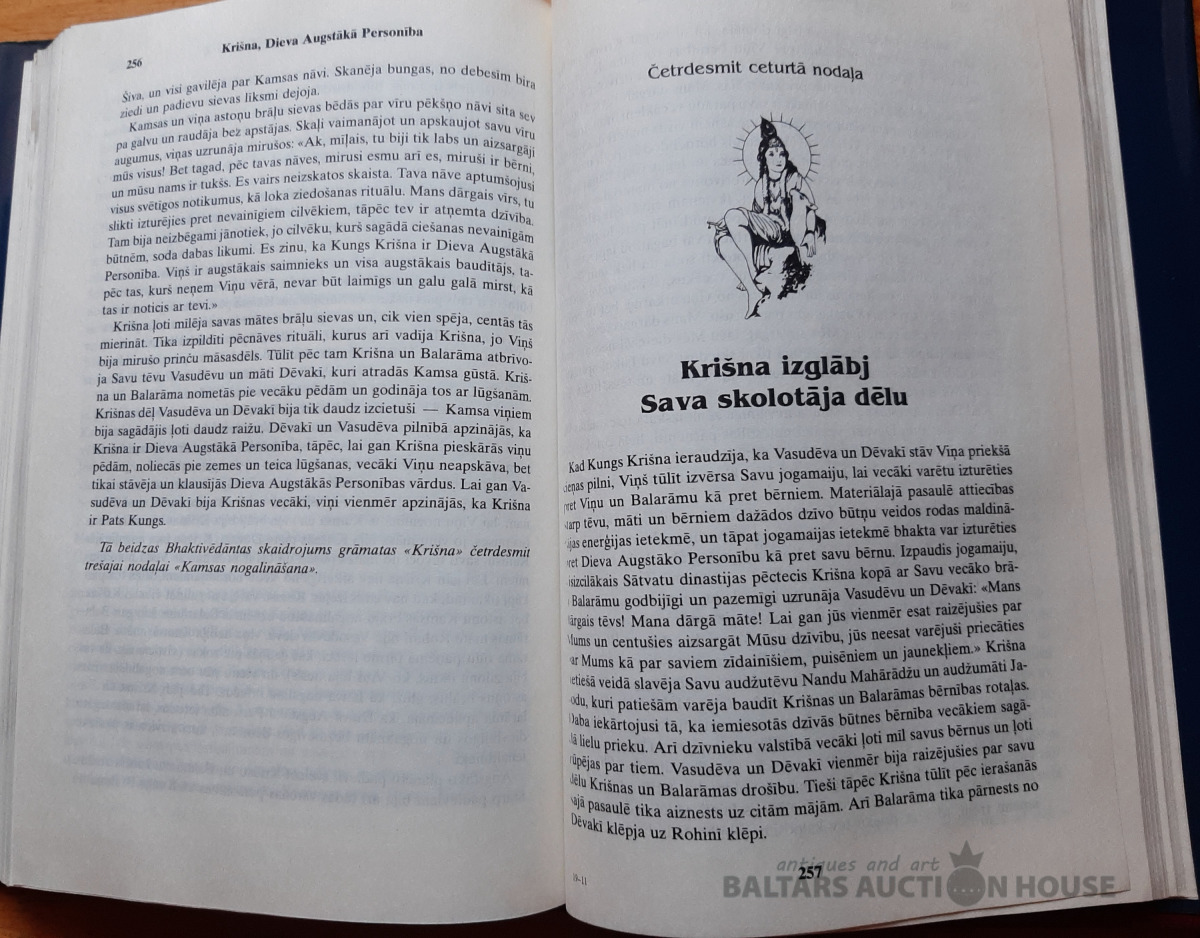 256
Krišna, Dieva Augstākā Personība
Šiva, un visi gavilēja par Kamsas nāvi. Skanēja bungas, no debesīm bira
ziedi un padievu sievas līksmi dejoja.
Kamsas un viņa astoņu brāļu sievas bēdās par vīru pēkšņo nāvi sita sev
pa galvu un raudāja bez apstājas. Skaļi vaimanājot un apskaujot savu vīru
augumus, viņas uzrunāja mirušos: «Ak, mīļais, tu biji tik labs un aizsargāji
mūs visus! Bet tagad, pēc tavas nāves, mirusi esmu arī es, miruši ir bērni,
un mūsu nams ir tukšs. Es vairs neizskatos skaista. Tava nāve aptumšojusi
visus svētīgos notikumus, kā loka ziedošanas rituālu. Mans dārgais vīrs, tu
slikti izturējies pret nevainīgiem cilvēkiem, tāpēc tev ir atņemta dzīvība.
Tam bija neizbēgami jānotiek, jo cilvēku, kurš sagādā ciešanas nevainīgām
būtnēm, soda dabas likumi. Es zinu, ka Kungs Krišna ir Dieva Augstākā
Personība. Viņš ir augstākais saimnieks un visa augstākais baudītājs, tā-
pēc tas, kurš neņem Viņu vērā, nevar būt laimīgs un galu galā mirst, kā
tas ir noticis ar tevi.»
Krišna ļoti mīlēja savas mātes brāļu sievas un, cik vien spēja, centās tās
mierināt. Tika izpildīti pēcnāves rituāli, kurus arī vadīja Krišna, jo Viņš
bija mirušo prinču māsasdēls. Tūlīt pēc tam Krišna un Balarāma atbrīvo-
ja Savu tēvu Vasudēvu un māti Dēvakī, kuri atradās Kamsa gūstā. Kriš-
na un Balarāma nometās pie vecāku pēdām un godināja tos ar lūgšanām.
Krišnas dēļ Vasudēva un Dēvakī bija tik daudz izcietuši — Kamsa viņiem
bija sagādājis ļoti daudz raižu. Dēvakī un Vasudēva pilnībā apzinājās, ka
Krišna ir Dieva Augstākā Personība, tāpēc, lai gan Krišna pieskārās viņu
pēdām, noliecās pie zemes un teica lūgšanas, vecāki Viņu neapskāva, bet
tikai stāvēja un klausījās Dieva Augstākās Personības vārdus. Lai gan Va-
sudēva un Dēvakī bija Krišnas vecāki, viņi vienmēr apzinājās, ka Krišna
ir Pats Kungs.
Tā beidzas Bhaktivēdāntas skaidrojums grāmatas «Krišna» četrdesmit
trešajai nodaļai «Kamsas nogalināšana».
Četrdesmit ceturtā nodaļa
Krišna izglābj
Sava skolotāja dēlu
Kad Kungs Krišna ieraudzīja, ka Vasudēva un Dēvakī stāv Viņa priekšā
cieņas pilni, Viņš tūlīt izvērsa Savu jogamaiju, lai vecāki varētu izturēties
pret Viņu un Balarāmu kā pret bērniem. Materiālajā pasaulē attiecības
starp tēvu, māti un bērniem dažādos dzīvo būtņu veidos rodas maldinā-
enerģijas ietekmē, un tāpat jogamaijas ietekmē bhakta var izturēties
pret Dieva Augstāko Personību kā pret savu bērnu. Izpaudis jogamaiju,
Sātvatu dinastijas pēctecis Krišna kopā ar Savu vecāko brā-
Balarāmu godbijīgi un pazemīgi uzrunāja Vasudēvu un Dēvakī: «Mans
dārgais tēvs! Mana dārgā māte! Lai gan jūs vienmēr esat raizējušies par
Mums un centušies aizsargāt Mūsu dzīvību, jūs neesat varējuši priecāties
par Mums kā par saviem zīdainīšiem, puisēniem un jaunekļiem.» Krišna
netiešā veidā slavēja Savu audžutēvu Nandu Mahārādžu un audžumāti Ja-
šodu, kuri patiešām varēja baudīt Krišnas un Balarāmas bērnības rotaļas.
Daba iekārtojusi tā, ka iemiesotās dzīvās būtnes bērnība vecākiem sagā-
dā lielu prieku. Arī dzīvnieku valstībā vecāki ļoti mīl savus bērnus un ļoti
rūpējas par tiem. Vasudēva un Dēvakī vienmēr bija raizējušies par savu
dēlu Krišnas un Balarāmas drošību. Tieši tāpēc Krišna tūlīt pēc ierašanās
šajā pasaulē tika aiznests uz citām mājām. Arī Balarāma tika pārnests no
Dēvakī klēpja uz Rohinī klēpi.
19–11
257
antiques and art
BALTARS AUCTION HOUSE